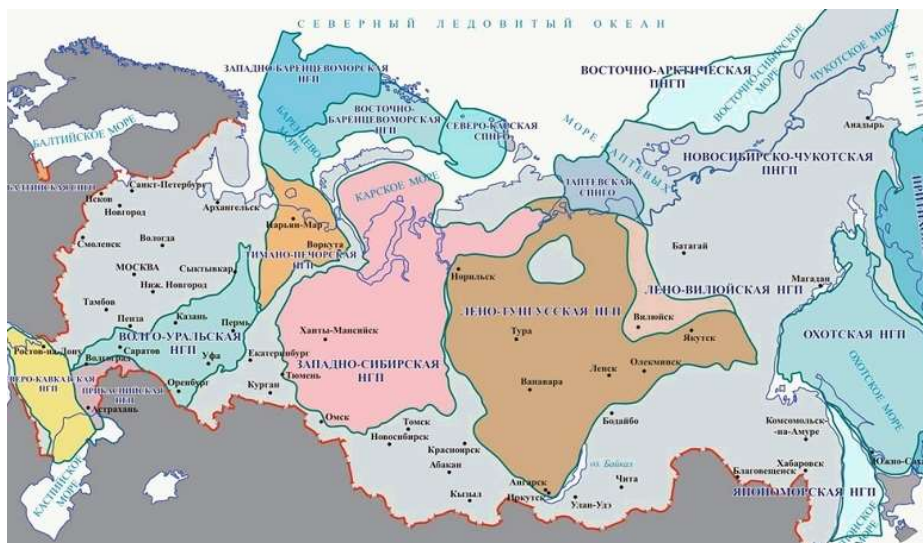 СЕВЕРНЫЙ ЛЕДОВИТЫЙ ОКЕАН
ЗАПАДНО-БАРЕНЦЕВОМОРСКАЯ
НГП
ВОСТОЧНО-АРКТИЧЕСКАЯ
ПНГП
ВОСТОЧНО-СИБИРСКОЕ
МОРЕ
ЧУКОТСКОЕ МОРЕ
БАРЕНЦЕВО
МОРЕ
ВОСТОЧНО-
БАРЕНЦЕВОМОРСКАЯ
НГП
СЕВЕРО-КАРСКАЯ
СПНГО
МОРЕ
ЛАПТЕВЫХ
Анадырь
БАЛТИЙСКОЕ МОРЕ
НОВОСИБИРСКО-ЧУКОТСКАЯ
ПНГП
БАЛТИЙСКАЯ СПНГО
Санкт-Петербург
Псков
Новгород
Архангельск
КАРСКОЕ МОРЕ
ЛАПТЕВСКАЯ
СПНГО
Нарьян-Мар
Воркута
ТИМАНО-ПЕЧОРСКАЯ
НГП
Смоленск
Вологда
Сыктывкар
Батагай
Норильск
Магадан
МОСКВА
Ниж. Новгород
ЛЕНО-ВИЛЮЙСКАЯ НГП
Тамбов
Пенза
Казань
Пермь
ЛЕНО-ТУНГУССКАЯ НГП
Вилюйск
Якутск
ОХОТСКАЯ НГП
ОХОТСКОЕ
МОРЕ
Ханты-Мансийск
Тура
ВОЛГО-УРАЛЬСКАЯ
НГП
Ростов-на-Дону
Саратов
Волгоград
Уфа
Екатеринбург
ЗАПАДНО-СИБИРСКАЯ
НГП
Тюмень
Ленск
Олекминск
ВЕРО-КАВКАЗСКАЯ
НГП
ПРИКАСПИЙСКАЯ
НГП
Оренбург
Курган
Ванавара
Астрахань
Омск
Томск
Новосибирск
Красноярск
Бодайбо
Комсомольск-
на-Амуре
Абакан
Кызыл
Ангарск
Иркутск
оз. Байкал
Улан-Удэ
Чита
Благовещенск
Хабаровск
ЯПОНОМОРСКАЯ НГП
КАСПИЙСКОЕ
МОРЕ
МОРЕ